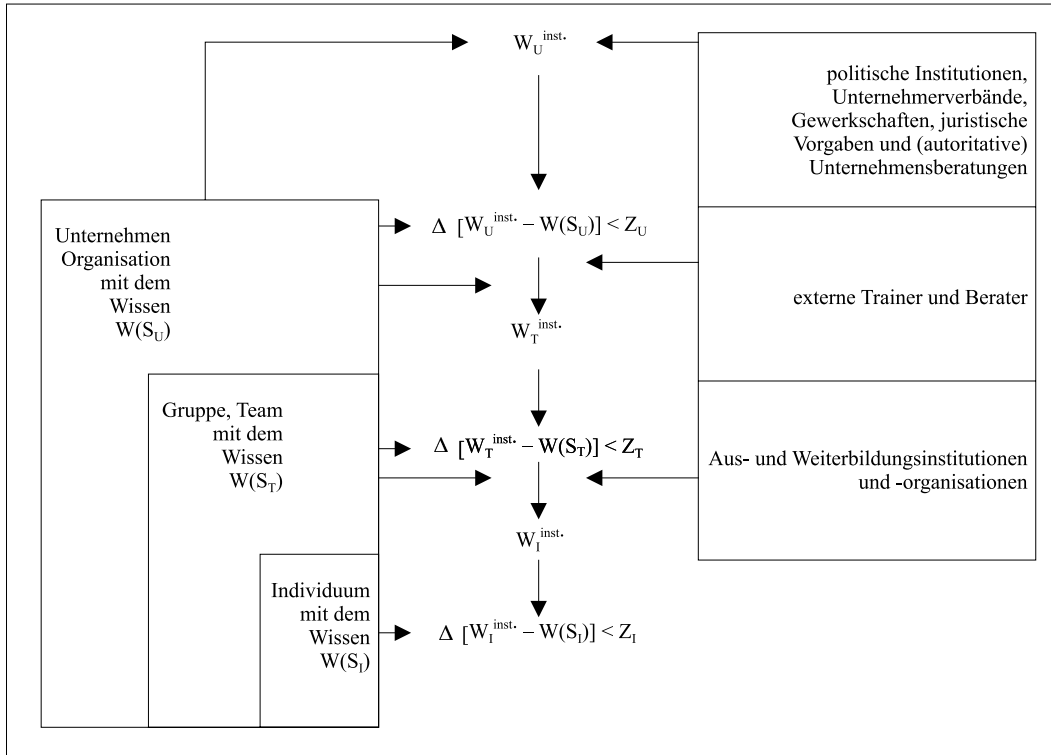 W_U^inst.
politische Institutionen,
Unternehmerverbände,
Gewerkschaften, juristische
Vorgaben und (autoritative)
Unternehmensberatungen
Unternehmen
Organisation
mit dem
Wissen
W(S_U)
Δ [W_U^inst. – W(S_U)] < Z_U
externe Trainer und Berater
W_T^inst.
Gruppe, Team
mit dem
Wissen
W(S_T)
Δ [W_T^inst. – W(S_T)] < Z_T
Aus- und Weiterbildungsinstitutionen
und -organisationen
W_I^inst.
Individuum
mit dem
Wissen
W(S_I)
Δ [W_I^inst. – W(S_I)] < Z_I